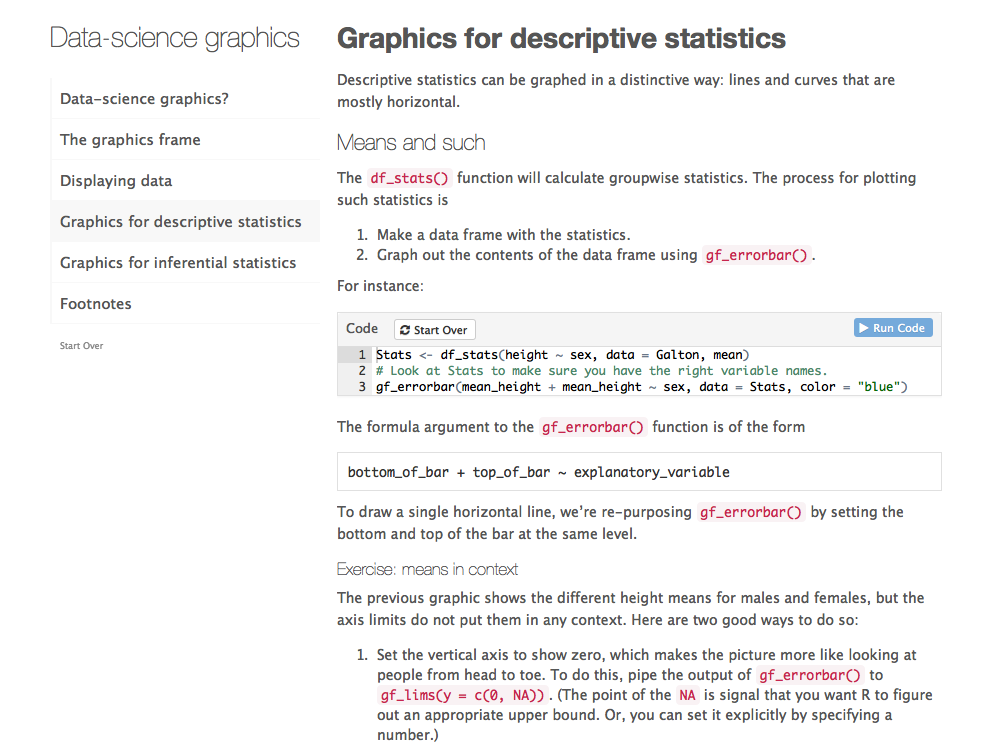 Data-science graphics
Data-science graphics?
The graphics frame
Displaying data
Graphics for descriptive statistics
Graphics for inferential statistics
Footnotes
Start Over
Graphics for descriptive statistics
Descriptive statistics can be graphed in a distinctive way: lines and curves that are
mostly horizontal.
Means and such
The df_stats() function will calculate groupwise statistics. The process for plotting
such statistics is
1. Make a data frame with the statistics.
2. Graph out the contents of the data frame using gf_errorbar().
For instance:
Code Start Over Run Code
1 Stats <- df_stats(height ~ sex, data = Galton, mean)
2 # Look at Stats to make sure you have the right variable names.
3 gf_errorbar(mean_height + mean_height ~ sex, data = Stats, color = "blue")
The formula argument to the gf_errorbar() function is of the form
bottom_of_bar + top_of_bar ~ explanatory_variable
To draw a single horizontal line, we're re-purposing gf_errorbar() by setting the
bottom and top of the bar at the same level.
Exercise: means in context
The previous graphic shows the different height means for males and females, but the
axis limits do not put them in any context. Here are two good ways to do so:
1. Set the vertical axis to show zero, which makes the picture more like looking at
people from head to toe. To do this, pipe the output of gf_errorbar() to
gf_lims(y = c(0, NA)). (The point of the NA is signal that you want R to figure
out an appropriate upper bound. Or, you can set it explicitly by specifying a
number.)